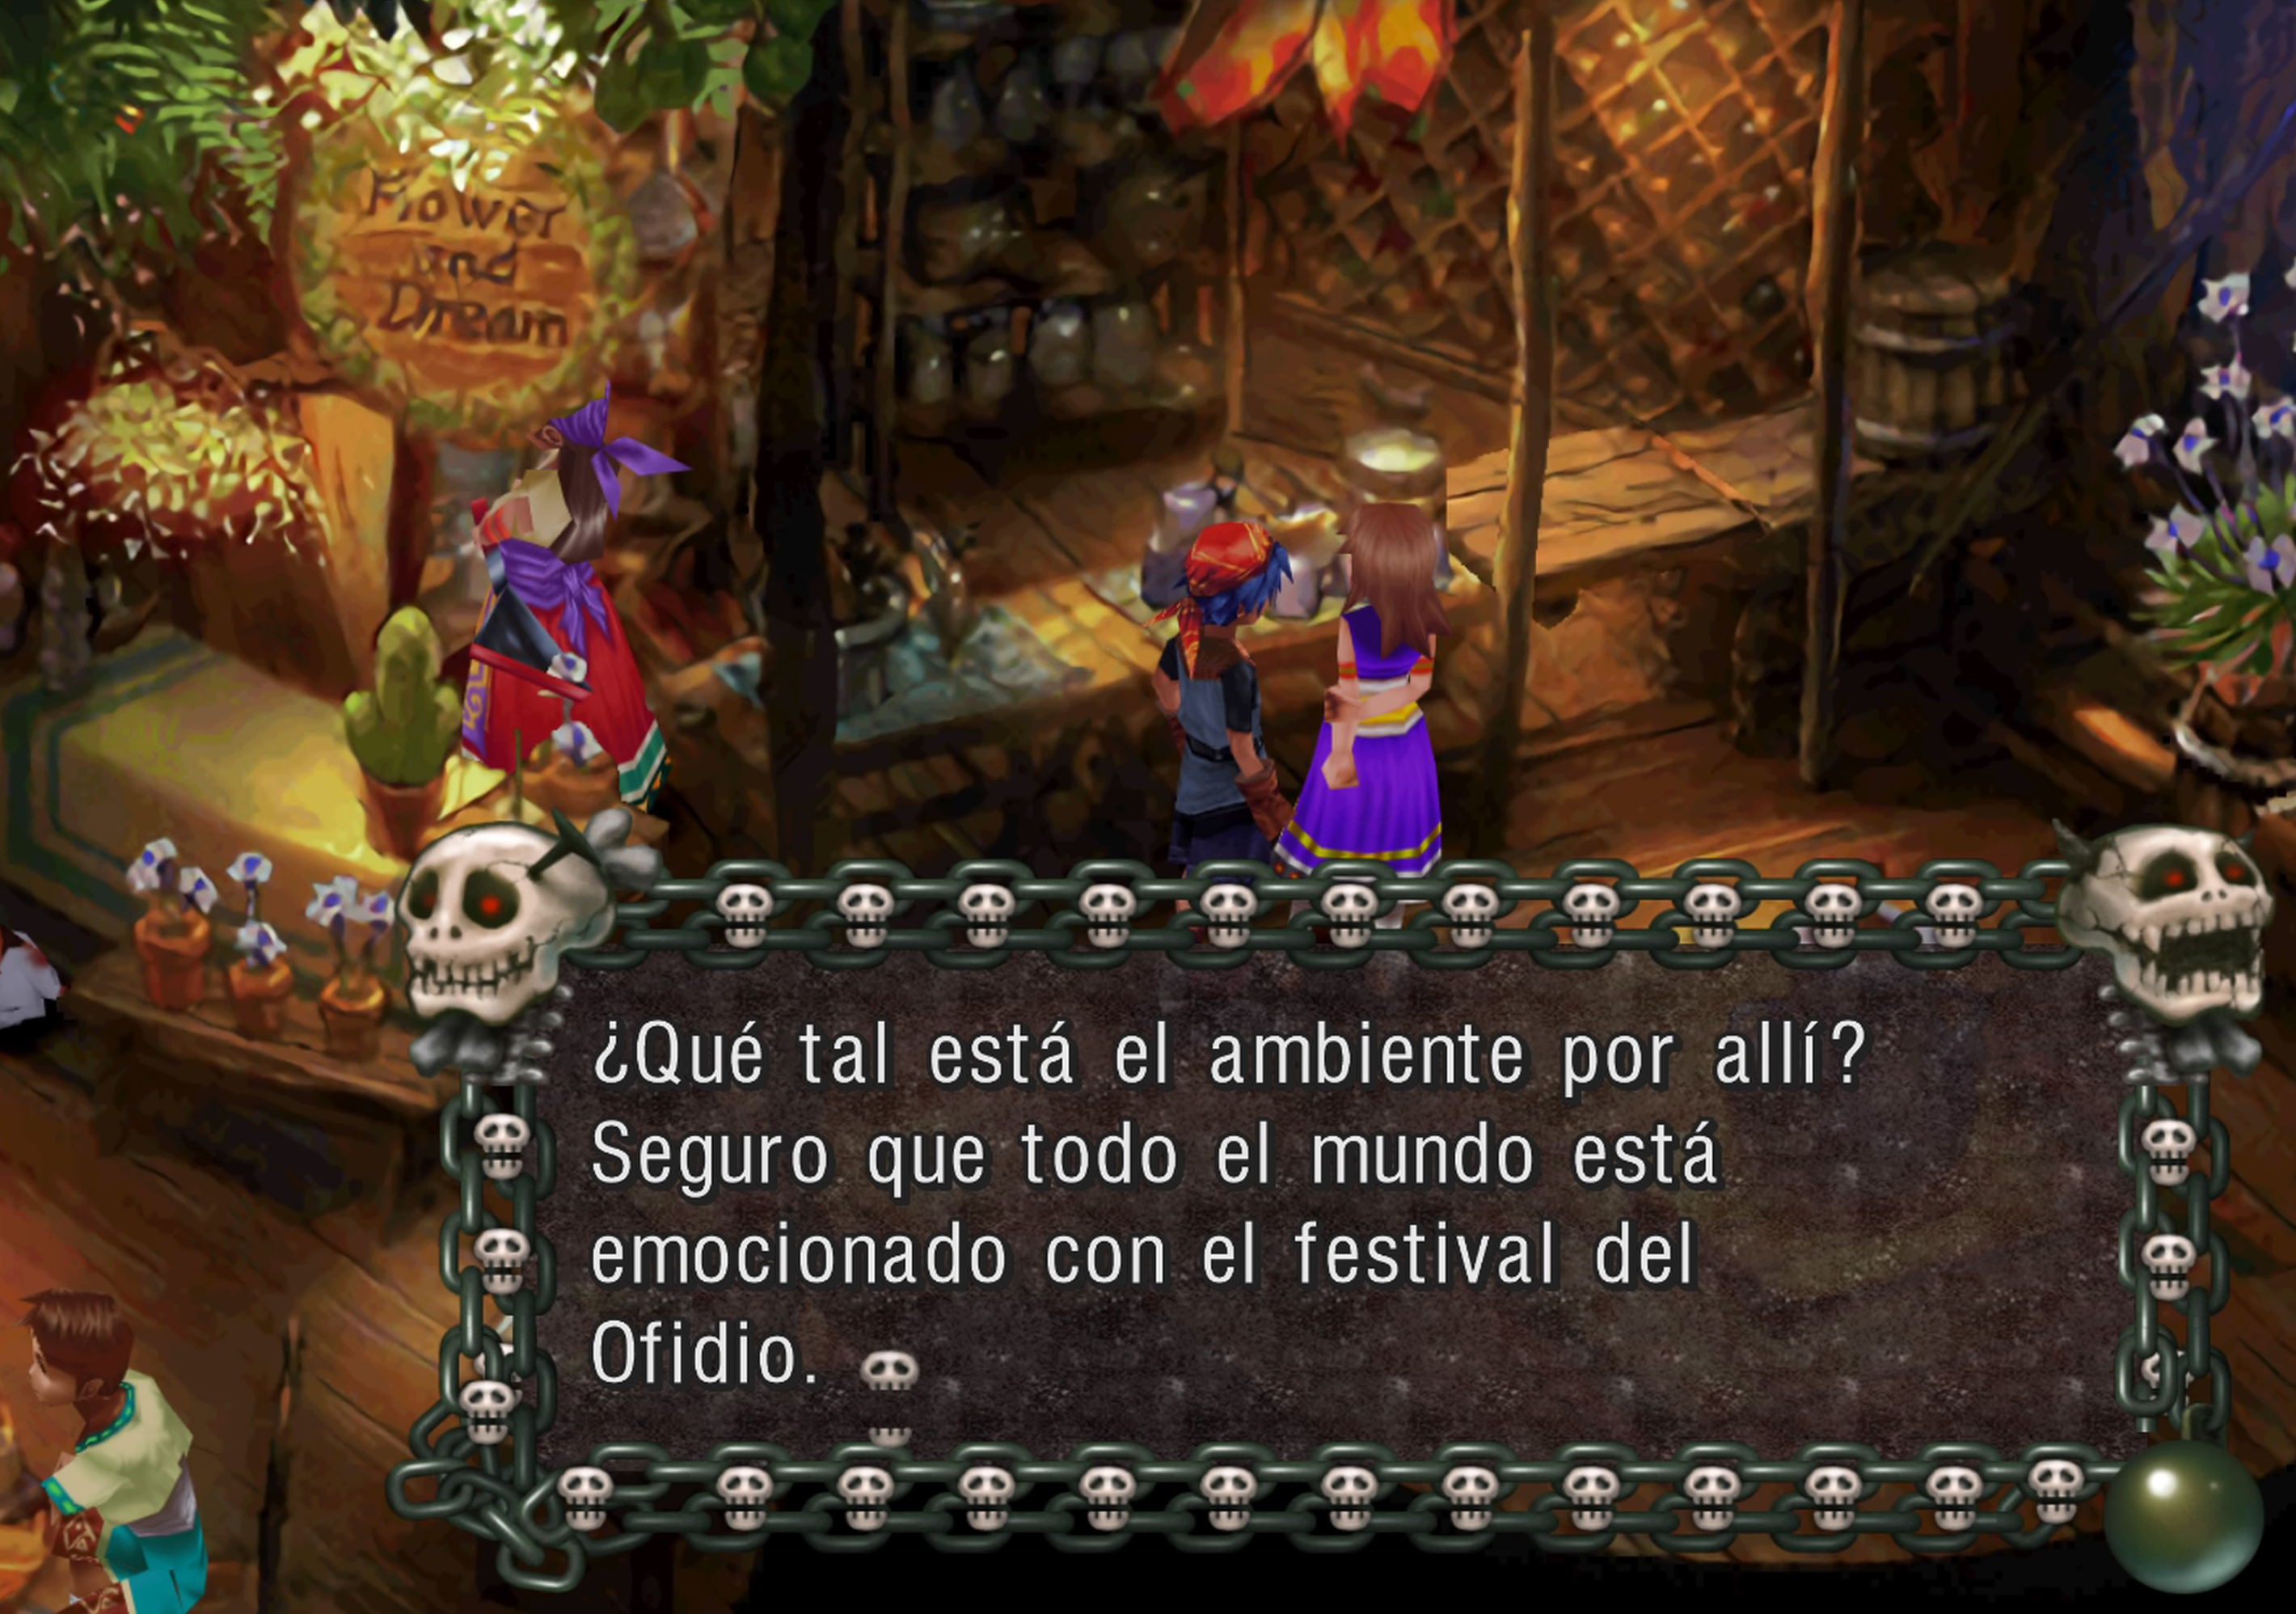 Flower
and
Dream
¿Qué tal está el ambiente por allí?
Seguro que todo el mundo está
emocionado con el festival del
Ofidio.